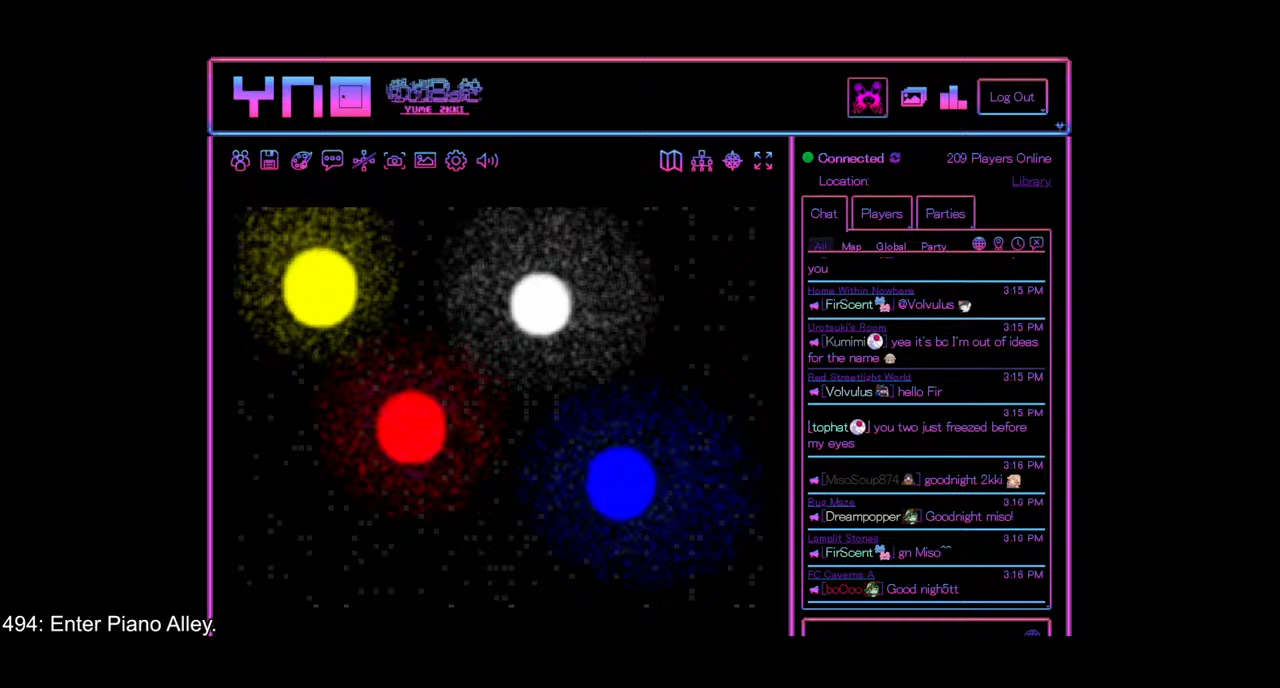 YNO
YUME 2KKI
Log Out
Connected
209 Players Online
Location:
Library
Chat
Players
Parties
All
Map
Global
Party
you
Home Within Nowhere
3:15 PM
[FirScent] @Volvulus
Urotsuki's Room
3:15 PM
[Kumimi] yea it's bc I'm out of ideas
for the name
Red Streetlight World
3:15 PM
[Volvulus] hello Fir
3:15 PM
[tophat] you two just freezed before
my eyes
3:16 PM
[MisoSoup874] goodnight 2kki
Rug Maze
3:16 PM
[Dreampopper] Goodnight miso!
Lamplit Stones
3:16 PM
[FirScent] gn Miso^^
FC Caverns A
3:16 PM
[boOoo] Good nigh5tt
494: Enter Piano Alley.